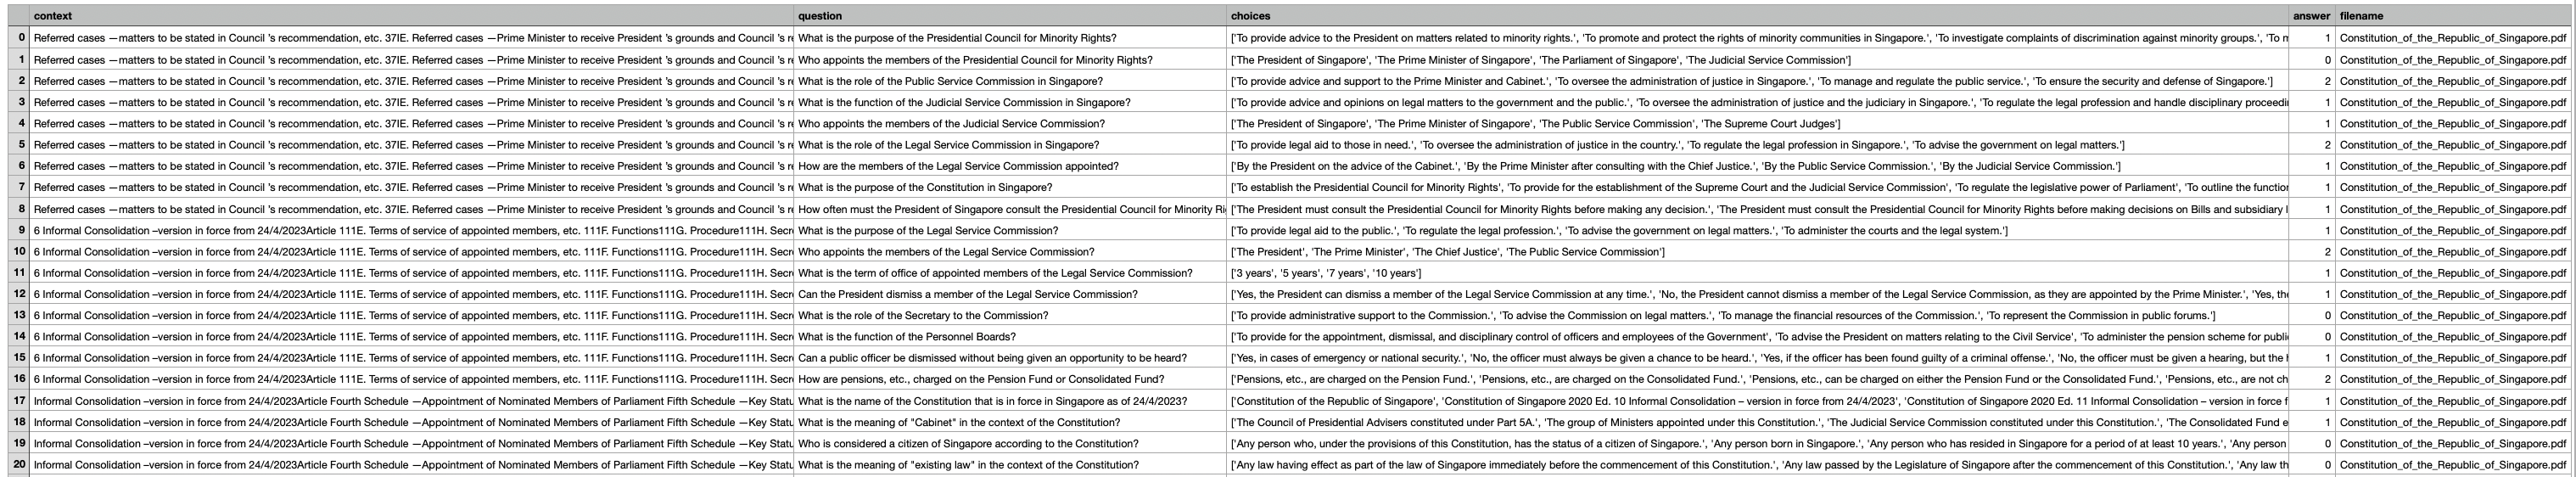 context question choices answer filename
0 Referred cases —matters to be stated in Council 's recommendation, etc. 37IE. Referred cases —Prime Minister to receive President 's grounds and Council 's re What is the purpose of the Presidential Council for Minority Rights? ['To provide advice to the President on matters related to minority rights.', 'To promote and protect the rights of minority communities in Singapore.', 'To investigate complaints of discrimination against minority groups.', 'To m 1 Constitution_of_the_Republic_of_Singapore.pdf
1 Referred cases —matters to be stated in Council 's recommendation, etc. 37IE. Referred cases —Prime Minister to receive President 's grounds and Council 's re Who appoints the members of the Presidential Council for Minority Rights? ['The President of Singapore', 'The Prime Minister of Singapore', 'The Parliament of Singapore', 'The Judicial Service Commission'] 0 Constitution_of_the_Republic_of_Singapore.pdf
2 Referred cases —matters to be stated in Council 's recommendation, etc. 37IE. Referred cases —Prime Minister to receive President 's grounds and Council 's re What is the role of the Public Service Commission in Singapore? ['To provide advice and support to the Prime Minister and Cabinet.', 'To oversee the administration of justice in Singapore.', 'To manage and regulate the public service.', 'To ensure the security and defense of Singapore.'] 2 Constitution_of_the_Republic_of_Singapore.pdf
3 Referred cases —matters to be stated in Council 's recommendation, etc. 37IE. Referred cases —Prime Minister to receive President 's grounds and Council 's re What is the function of the Judicial Service Commission in Singapore? ['To provide advice and opinions on legal matters to the government and the public.', 'To oversee the administration of justice and the judiciary in Singapore.', 'To regulate the legal profession and handle disciplinary proceedin 1 Constitution_of_the_Republic_of_Singapore.pdf
4 Referred cases —matters to be stated in Council 's recommendation, etc. 37IE. Referred cases —Prime Minister to receive President 's grounds and Council 's re Who appoints the members of the Judicial Service Commission? ['The President of Singapore', 'The Prime Minister of Singapore', 'The Public Service Commission', 'The Supreme Court Judges'] 1 Constitution_of_the_Republic_of_Singapore.pdf
5 Referred cases —matters to be stated in Council 's recommendation, etc. 37IE. Referred cases —Prime Minister to receive President 's grounds and Council 's re What is the role of the Legal Service Commission in Singapore? ['To provide legal aid to those in need.', 'To oversee the administration of justice in the country.', 'To regulate the legal profession in Singapore.', 'To advise the government on legal matters.'] 2 Constitution_of_the_Republic_of_Singapore.pdf
6 Referred cases —matters to be stated in Council 's recommendation, etc. 37IE. Referred cases —Prime Minister to receive President 's grounds and Council 's re How are the members of the Legal Service Commission appointed? ['By the President on the advice of the Cabinet.', 'By the Prime Minister after consulting with the Chief Justice.', 'By the Public Service Commission.', 'By the Judicial Service Commission.'] 1 Constitution_of_the_Republic_of_Singapore.pdf
7 Referred cases —matters to be stated in Council 's recommendation, etc. 37IE. Referred cases —Prime Minister to receive President 's grounds and Council 's re What is the purpose of the Constitution in Singapore? ['To establish the Presidential Council for Minority Rights', 'To provide for the establishment of the Supreme Court and the Judicial Service Commission', 'To regulate the legislative power of Parliament', 'To outline the function 1 Constitution_of_the_Republic_of_Singapore.pdf
8 Referred cases —matters to be stated in Council 's recommendation, etc. 37IE. Referred cases —Prime Minister to receive President 's grounds and Council 's re How often must the President of Singapore consult the Presidential Council for Minority Ri ['The President must consult the Presidential Council for Minority Rights before making any decision.', 'The President must consult the Presidential Council for Minority Rights before making decisions on Bills and subsidiary l 1 Constitution_of_the_Republic_of_Singapore.pdf
9 6 Informal Consolidation –version in force from 24/4/2023Article 111E. Terms of service of appointed members, etc. 111F. Functions111G. Procedure111H. Secre What is the purpose of the Legal Service Commission? ['To provide legal aid to the public.', 'To regulate the legal profession.', 'To advise the government on legal matters.', 'To administer the courts and the legal system.'] 1 Constitution_of_the_Republic_of_Singapore.pdf
10 6 Informal Consolidation –version in force from 24/4/2023Article 111E. Terms of service of appointed members, etc. 111F. Functions111G. Procedure111H. Secre Who appoints the members of the Legal Service Commission? ['The President', 'The Prime Minister', 'The Chief Justice', 'The Public Service Commission'] 2 Constitution_of_the_Republic_of_Singapore.pdf
11 6 Informal Consolidation –version in force from 24/4/2023Article 111E. Terms of service of appointed members, etc. 111F. Functions111G. Procedure111H. Secre What is the term of office of appointed members of the Legal Service Commission? ['3 years', '5 years', '7 years', '10 years'] 1 Constitution_of_the_Republic_of_Singapore.pdf
12 6 Informal Consolidation –version in force from 24/4/2023Article 111E. Terms of service of appointed members, etc. 111F. Functions111G. Procedure111H. Secre Can the President dismiss a member of the Legal Service Commission? ['Yes, the President can dismiss a member of the Legal Service Commission at any time.', 'No, the President cannot dismiss a member of the Legal Service Commission, as they are appointed by the Prime Minister.', 'Yes, the 1 Constitution_of_the_Republic_of_Singapore.pdf
13 6 Informal Consolidation –version in force from 24/4/2023Article 111E. Terms of service of appointed members, etc. 111F. Functions111G. Procedure111H. Secre What is the role of the Secretary to the Commission? ['To provide administrative support to the Commission.', 'To advise the Commission on legal matters.', 'To manage the financial resources of the Commission.', 'To represent the Commission in public forums.'] 0 Constitution_of_the_Republic_of_Singapore.pdf
14 6 Informal Consolidation –version in force from 24/4/2023Article 111E. Terms of service of appointed members, etc. 111F. Functions111G. Procedure111H. Secre What is the function of the Personnel Boards? ['To provide for the appointment, dismissal, and disciplinary control of officers and employees of the Government', 'To advise the President on matters relating to the Civil Service', 'To administer the pension scheme for publi 0 Constitution_of_the_Republic_of_Singapore.pdf
15 6 Informal Consolidation –version in force from 24/4/2023Article 111E. Terms of service of appointed members, etc. 111F. Functions111G. Procedure111H. Secre Can a public officer be dismissed without being given an opportunity to be heard? ['Yes, in cases of emergency or national security.', 'No, the officer must always be given a chance to be heard.', 'Yes, if the officer has been found guilty of a criminal offense.', 'No, the officer must be given a hearing, but the h 1 Constitution_of_the_Republic_of_Singapore.pdf
16 6 Informal Consolidation –version in force from 24/4/2023Article 111E. Terms of service of appointed members, etc. 111F. Functions111G. Procedure111H. Secre How are pensions, etc., charged on the Pension Fund or Consolidated Fund? ['Pensions, etc., are charged on the Pension Fund.', 'Pensions, etc., are charged on the Consolidated Fund.', 'Pensions, etc., can be charged on either the Pension Fund or the Consolidated Fund.', 'Pensions, etc., are not ch 2 Constitution_of_the_Republic_of_Singapore.pdf
17 Informal Consolidation –version in force from 24/4/2023Article Fourth Schedule —Appointment of Nominated Members of Parliament Fifth Schedule —Key Statu What is the name of the Constitution that is in force in Singapore as of 24/4/2023? ['Constitution of the Republic of Singapore', 'Constitution of Singapore 2020 Ed. 10 Informal Consolidation – version in force from 24/4/2023', 'Constitution of Singapore 2020 Ed. 11 Informal Consolidation – version in force f 1 Constitution_of_the_Republic_of_Singapore.pdf
18 Informal Consolidation –version in force from 24/4/2023Article Fourth Schedule —Appointment of Nominated Members of Parliament Fifth Schedule —Key Statu What is the meaning of "Cabinet" in the context of the Constitution? ['The Council of Presidential Advisers constituted under Part 5A.', 'The group of Ministers appointed under this Constitution.', 'The Judicial Service Commission constituted under this Constitution.', 'The Consolidated Fund e 1 Constitution_of_the_Republic_of_Singapore.pdf
19 Informal Consolidation –version in force from 24/4/2023Article Fourth Schedule —Appointment of Nominated Members of Parliament Fifth Schedule —Key Statu Who is considered a citizen of Singapore according to the Constitution? ['Any person who, under the provisions of this Constitution, has the status of a citizen of Singapore.', 'Any person born in Singapore.', 'Any person who has resided in Singapore for a period of at least 10 years.', 'Any person 0 Constitution_of_the_Republic_of_Singapore.pdf
20 Informal Consolidation –version in force from 24/4/2023Article Fourth Schedule —Appointment of Nominated Members of Parliament Fifth Schedule —Key Statu What is the meaning of "existing law" in the context of the Constitution? ['Any law having effect as part of the law of Singapore immediately before the commencement of this Constitution.', 'Any law passed by the Legislature of Singapore after the commencement of this Constitution.', 'Any law th 0 Constitution_of_the_Republic_of_Singapore.pdf